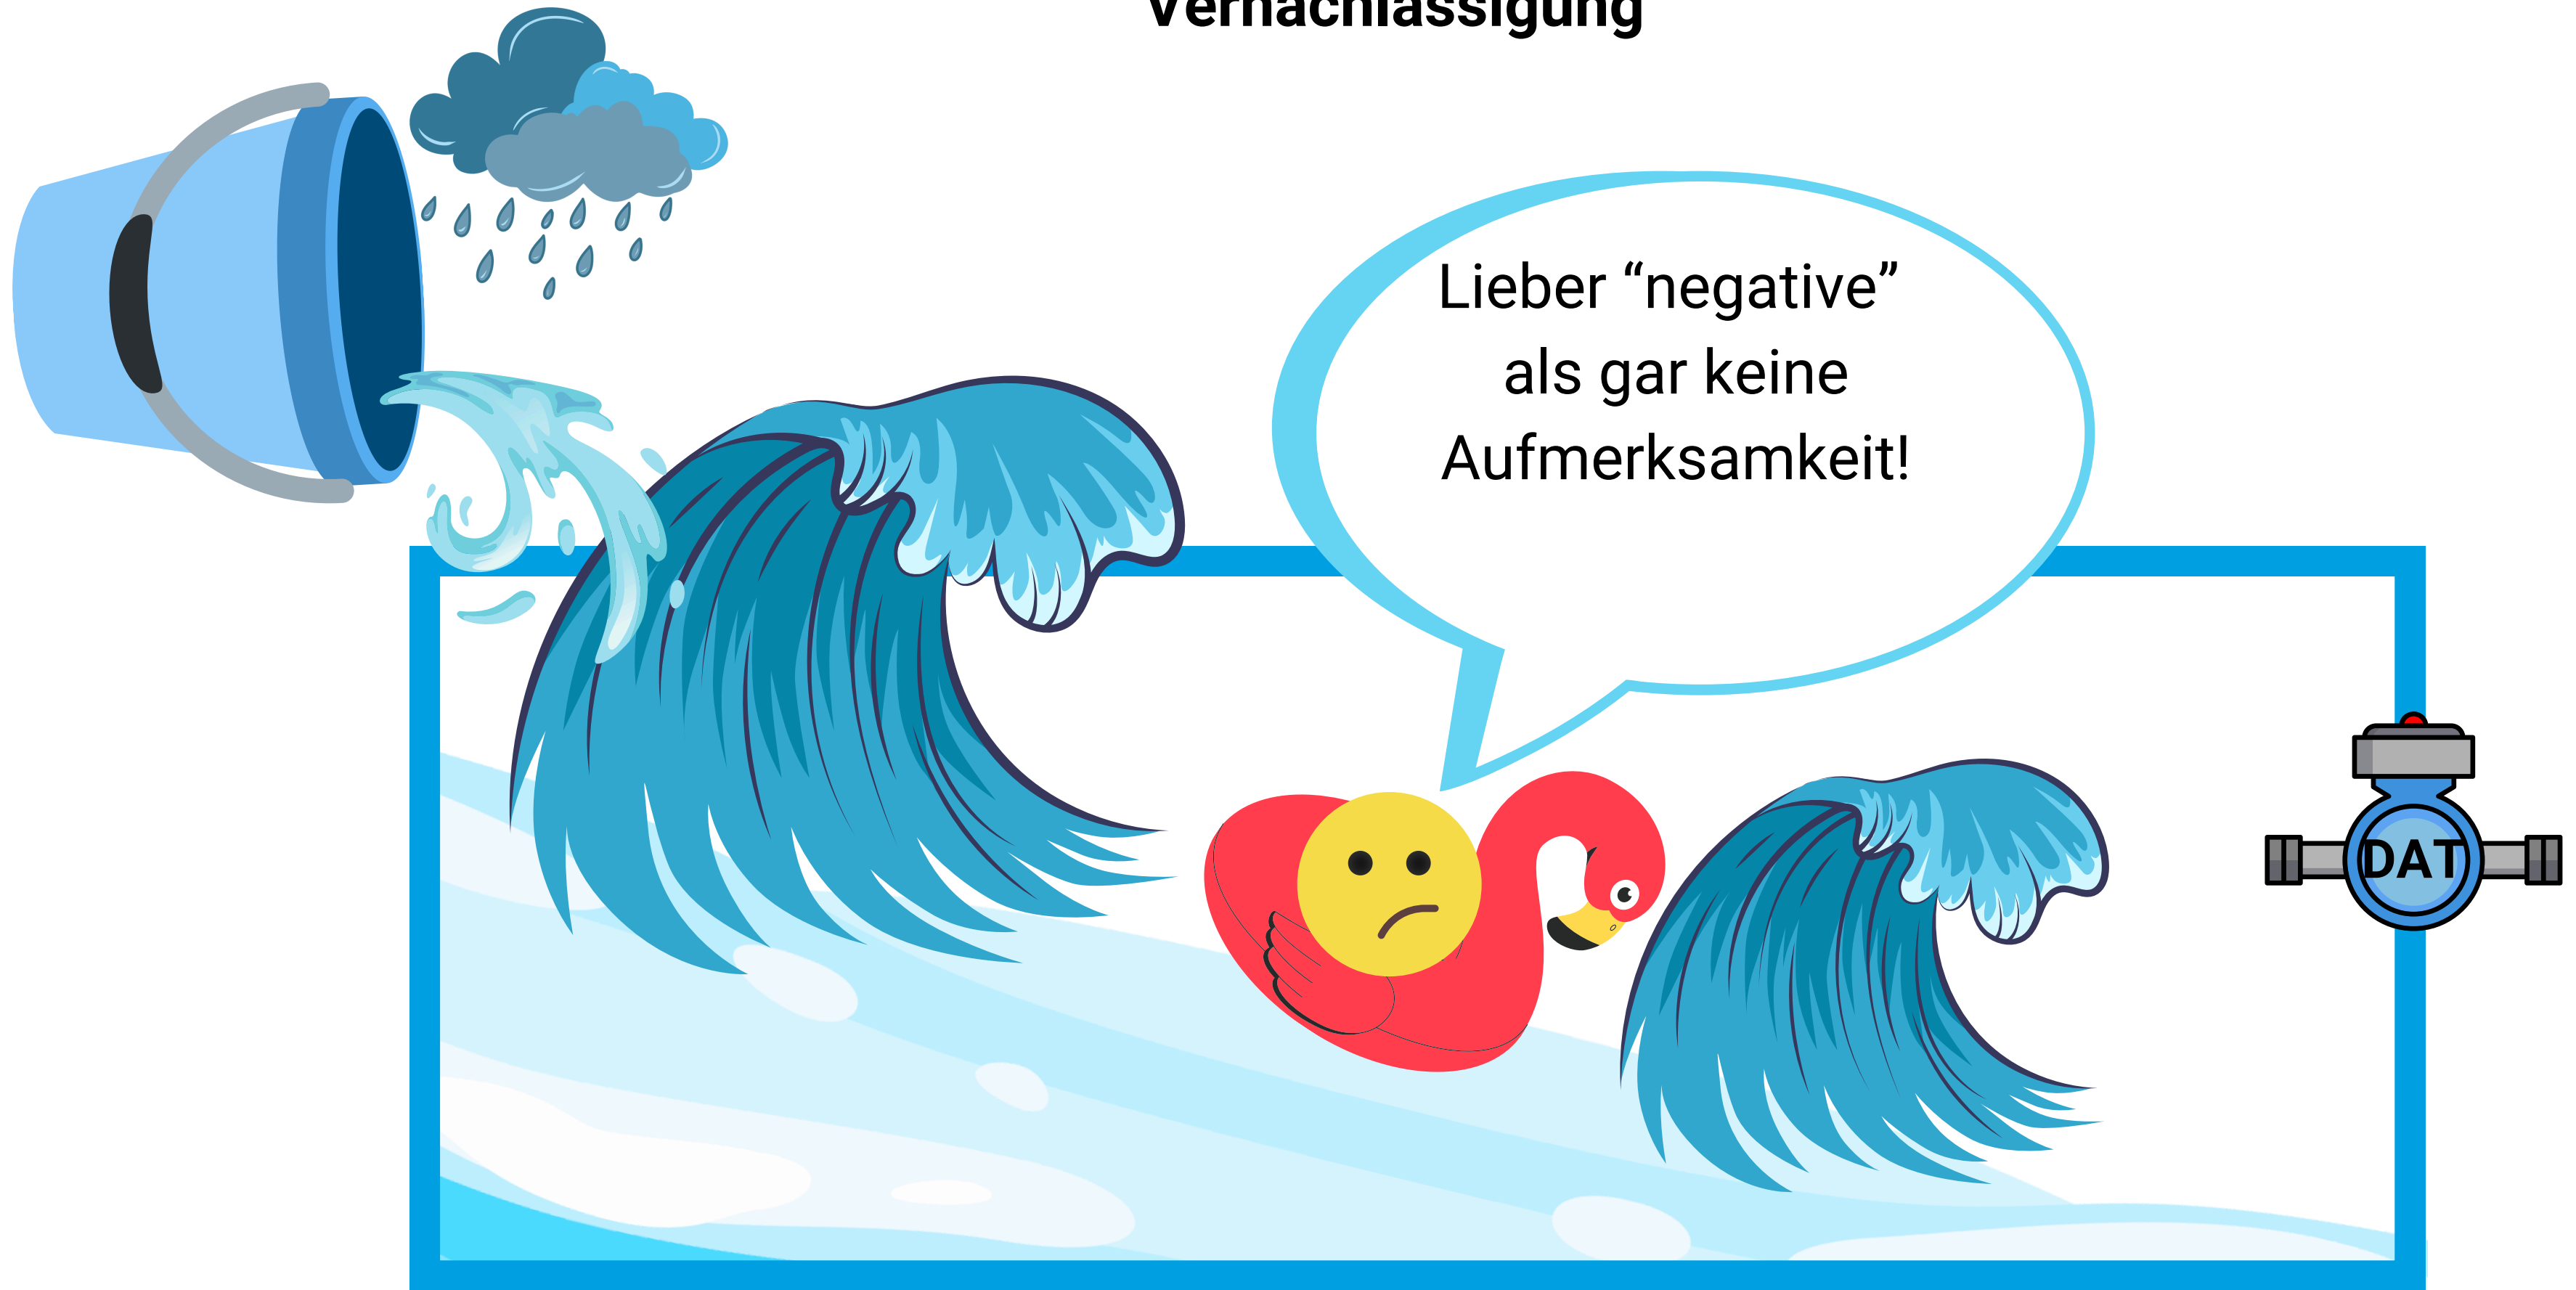 Vernachlässigung
Lieber “negative”
als gar keine
Aufmerksamkeit!
DAT